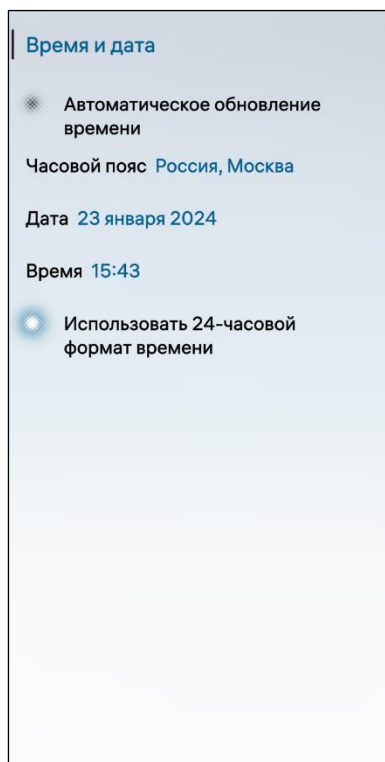 Время и дата
Автоматическое обновление
времени
Часовой пояс Россия, Москва
Дата 23 января 2024
Время 15:43
Использовать 24-часовой
формат времени